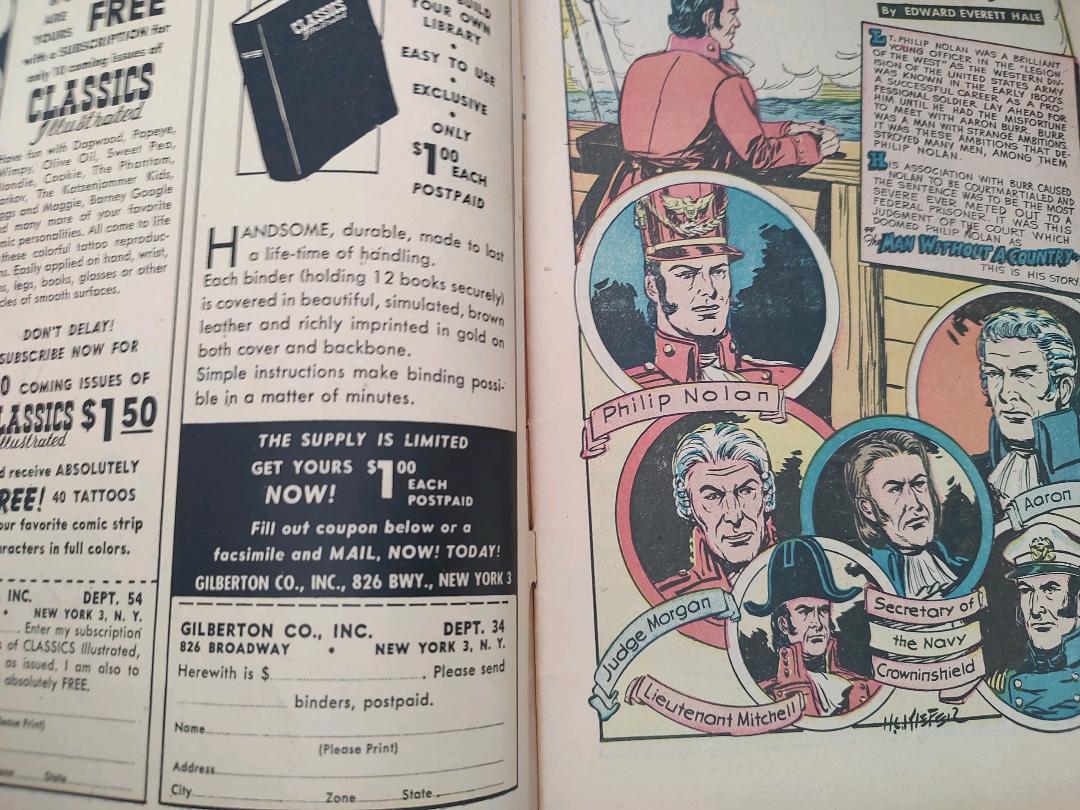 FREE
YOURS
with a SUBSCRIPTION for
only 10 coming issues of
CLASSICS
Illustrated
Have fun with Dagwood, Popeye,
Wimpy, Olive Oil, Sweet Pea,
Blondie, Cookie, The Phantom,
The Katzenjammer Kids,
and Maggie, Barney Google
and many more of your favorite
comic personalities. All come to life
these colorful tattoo reproduc-
Easily applied on hand, wrist,
legs, books, glasses or other
of smooth surfaces.
DON'T DELAY!
SUBSCRIBE NOW FOR
COMING ISSUES OF
CLASSICS $1.50
Illustrated
receive ABSOLUTELY
FREE! 40 TATTOOS
your favorite comic strip
characters in full colors.
INC. DEPT. 54
• NEW YORK 3, N. Y.
Enter my subscription
of CLASSICS Illustrated,
as issued. I am also to
absolutely FREE.
(Please Print)
State
CLASSICS
Illustrated
BUILD
YOUR OWN
LIBRARY
•
EASY TO USE
•
EXCLUSIVE
•
ONLY
$1.00 EACH
POSTPAID
HANDSOME, durable, made to last
a life-time of handling.
Each binder (holding 12 books securely)
is covered in beautiful, simulated, brown
leather and richly imprinted in gold on
both cover and backbone.
Simple instructions make binding possi-
ble in a matter of minutes.
THE SUPPLY IS LIMITED
GET YOURS NOW! $1.00 EACH POSTPAID
Fill out coupon below or a
facsimile and MAIL, NOW! TODAY!
GILBERTON CO., INC., 826 BWY., NEW YORK 3
GILBERTON CO., INC. DEPT. 34
826 BROADWAY • NEW YORK 3, N. Y.
Herewith is $ . Please send
binders, postpaid.
Name
(Please Print)
Address
City Zone State
By EDWARD EVERETT HALE
LT. PHILIP NOLAN WAS A BRILLIANT
YOUNG OFFICER IN THE "LEGION
OF THE WEST" AS THE WESTERN DIV-
ISION OF THE UNITED STATES ARMY
WAS KNOWN IN THE EARLY 1800'S.
A SUCCESSFUL CAREER AS A PRO-
FESSIONAL SOLDIER LAY AHEAD FOR
HIM UNTIL HE HAD THE MISFORTUNE
TO MEET WITH AARON BURR. BURR
WAS A MAN WITH STRANGE AMBITIONS.
IT WAS THESE AMBITIONS THAT DE-
STROYED MANY MEN, AMONG THEM,
PHILIP NOLAN.
HIS ASSOCIATION WITH BURR CAUSED
NOLAN TO BE COURTMARTIALED AND
THE SENTENCE WAS TO BE THE MOST
SEVERE EVER METED OUT TO A
FEDERAL PRISONER. IT WAS THIS
JUDGMENT OF THE COURT WHICH
DOOMED PHILIP NOLAN AS
"The MAN WITHOUT A COUNTRY"
THIS IS HIS STORY
Philip Nolan
Aaron
Judge Morgan
Secretary of
the Navy
Crowninshield
Lieutenant Mitchell
H.C. KIEFER